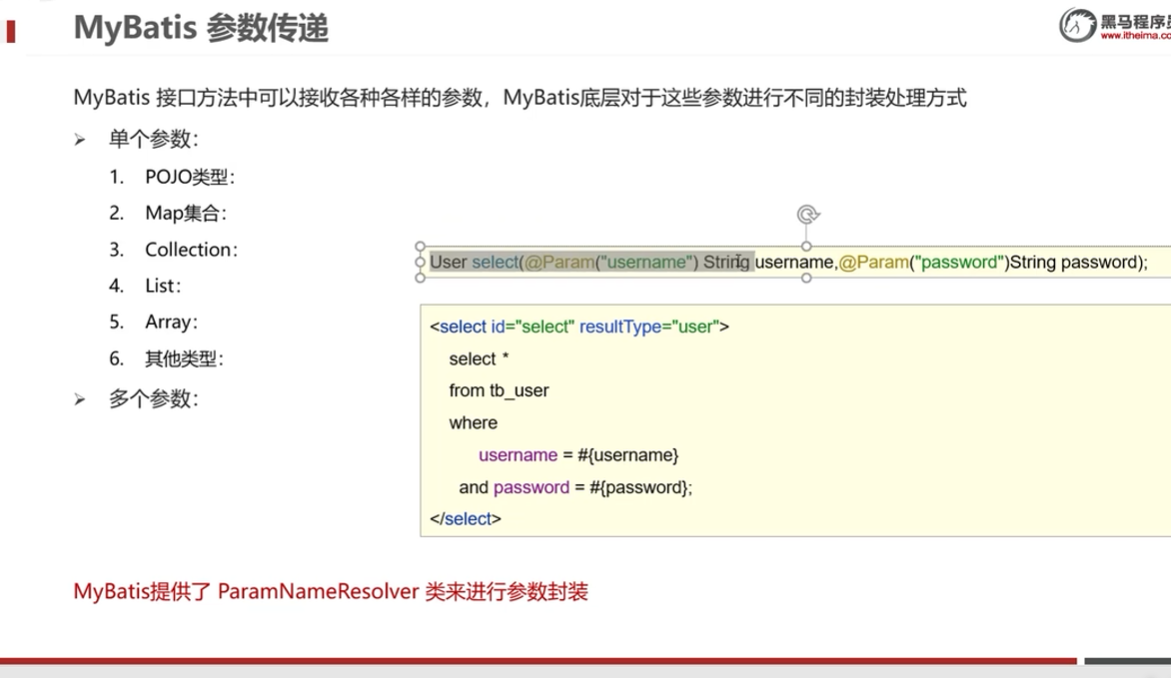 MyBatis 参数传递
黑马程序员
www.itheima.co
MyBatis 接口方法中可以接收各种各样的参数，MyBatis底层对于这些参数进行不同的封装处理方式
➢ 单个参数：
1. POJO类型：
2. Map集合：
3. Collection：
4. List：
5. Array：
6. 其他类型：
➢ 多个参数：
User select(@Param("username") String username,@Param("password")String password);
<select id="select" resultType="user">
select *
from tb_user
where
username = #{username}
and password = #{password};
</select>
MyBatis提供了 ParamNameResolver 类来进行参数封装